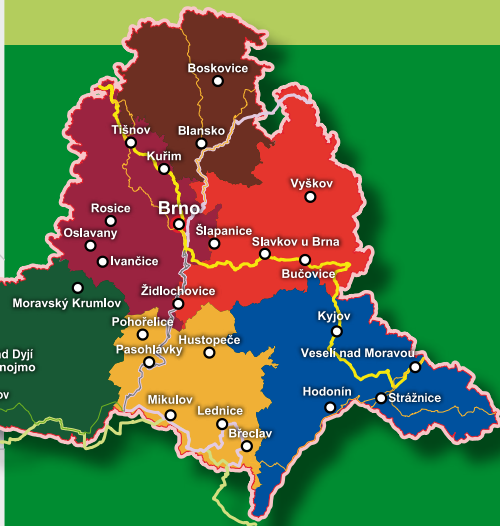 Boskovice
Tišnov
Blansko
Kuřim
Vyškov
Rosice
Brno
Oslavany
Šlapanice
Slavkov u Brna
Ivančice
Bučovice
Moravský Krumlov
Židlochovice
Pohořelice
Kyjov
Hustopeče
Pasohlávky
Veselí nad Moravou
Dyjí
Hodonín
Strážnice
Mikulov
Lednice
Břeclav